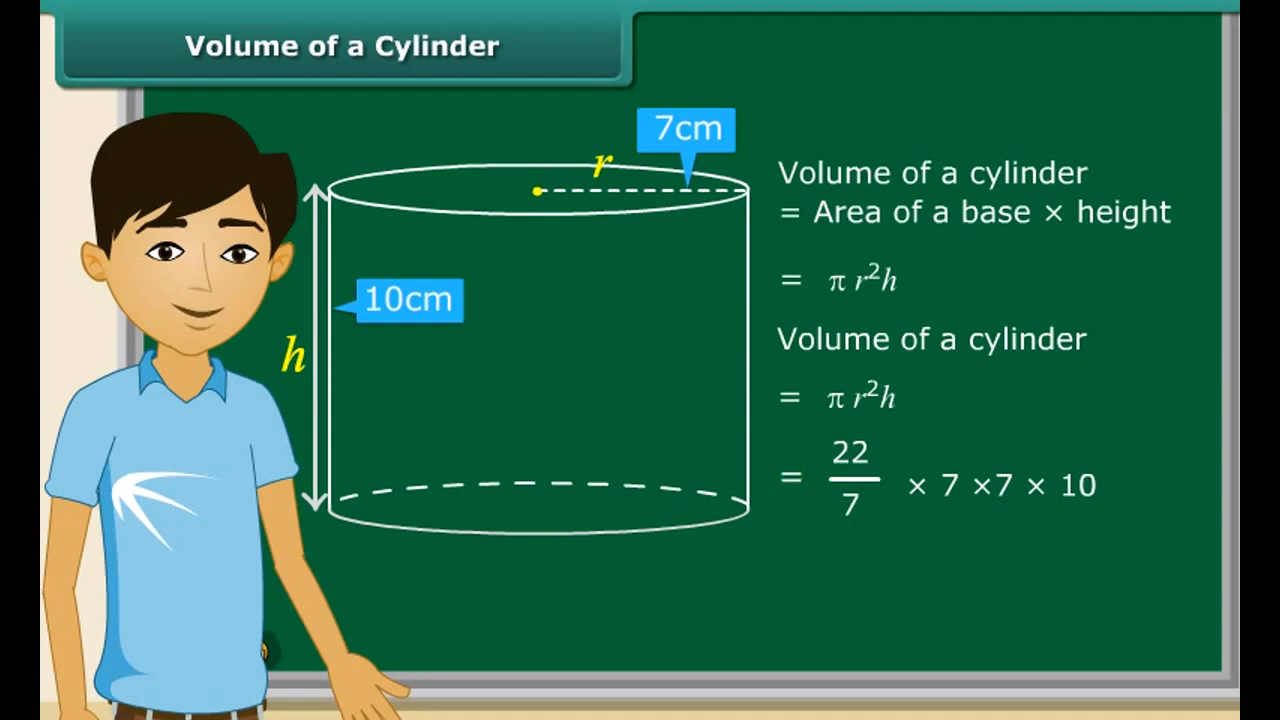 Volume of a Cylinder
7cm
r
10cm
h
Volume of a cylinder
= Area of a base × height
= π r²h
Volume of a cylinder
= π r²h
= 22/7 × 7 ×7 × 10